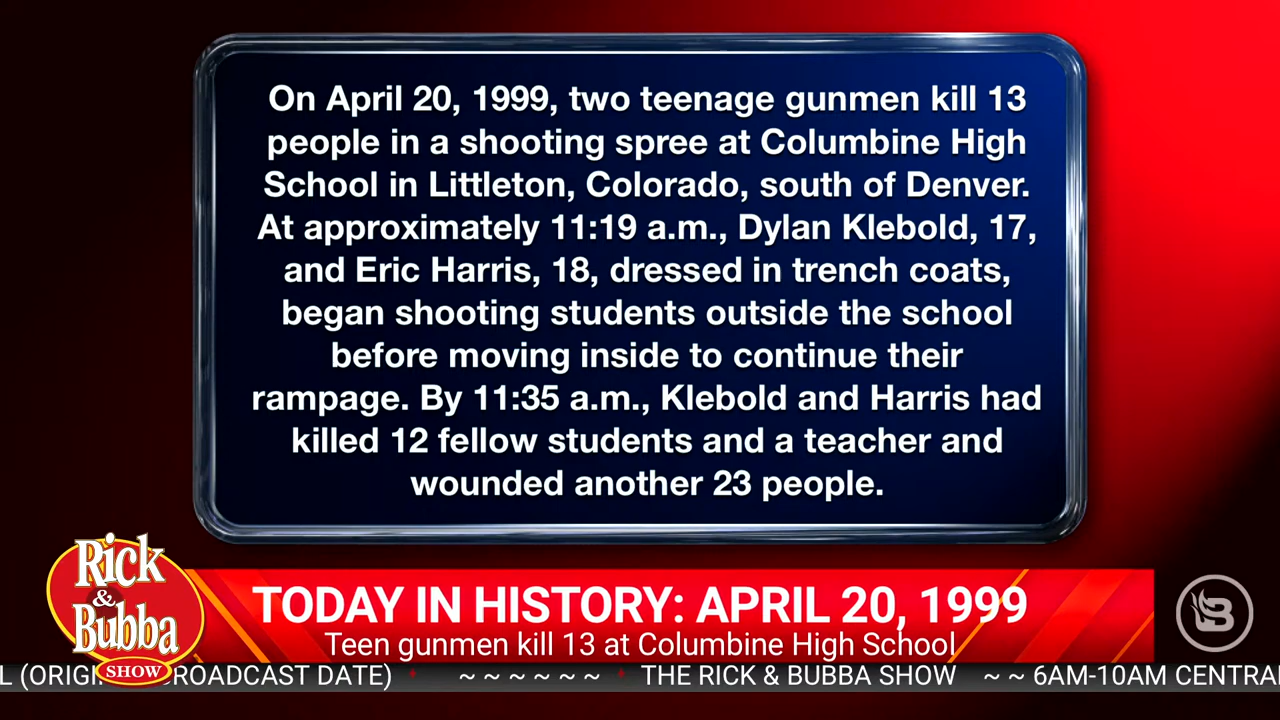 On April 20, 1999, two teenage gunmen kill 13
people in a shooting spree at Columbine High
School in Littleton, Colorado, south of Denver.
At approximately 11:19 a.m., Dylan Klebold, 17,
and Eric Harris, 18, dressed in trench coats,
began shooting students outside the school
before moving inside to continue their
rampage. By 11:35 a.m., Klebold and Harris had
killed 12 fellow students and a teacher and
wounded another 23 people.
Rick
&
Bubba
SHOW
TODAY IN HISTORY: APRIL 20, 1999
Teen gunmen kill 13 at Columbine High School
B
L (ORIGI ROADCAST DATE) ~ ~ ~ ~ ~ ~ THE RICK & BUBBA SHOW ~ ~ 6AM-10AM CENTRA